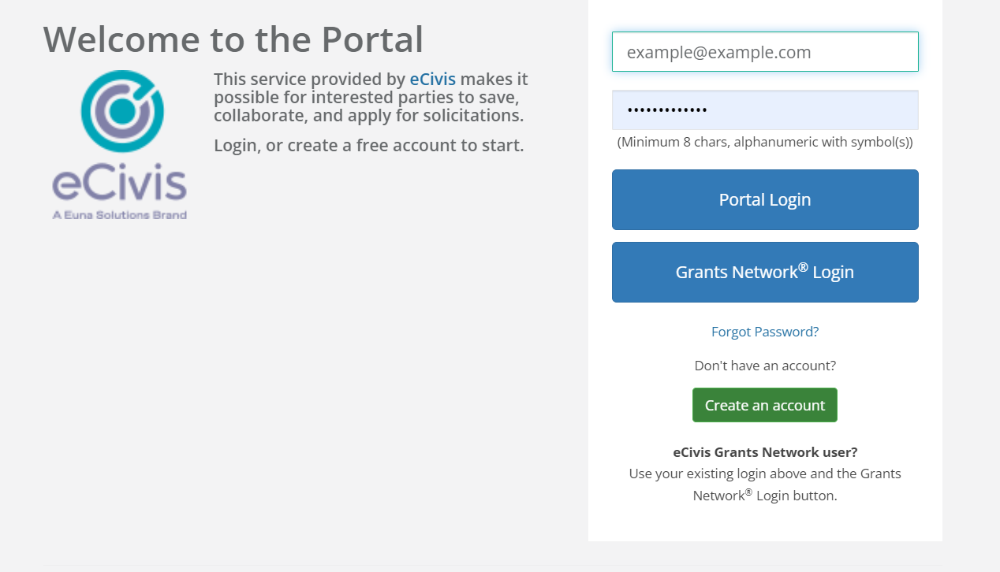 Welcome to the Portal
eCivis
A Euna Solutions Brand
This service provided by eCivis makes it
possible for interested parties to save,
collaborate, and apply for solicitations.
Login, or create a free account to start.
example@example.com
•••••••••••••
(Minimum 8 chars, alphanumeric with symbol(s))
Portal Login
Grants Network® Login
Forgot Password?
Don't have an account?
Create an account
eCivis Grants Network user?
Use your existing login above and the Grants
Network® Login button.